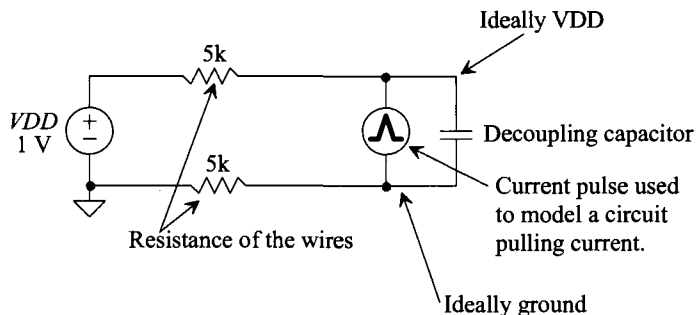 Ideally VDD
5k
VDD
1 V
+
−
Decoupling capacitor
5k
Current pulse used
to model a circuit
pulling current.
Resistance of the wires
Ideally ground